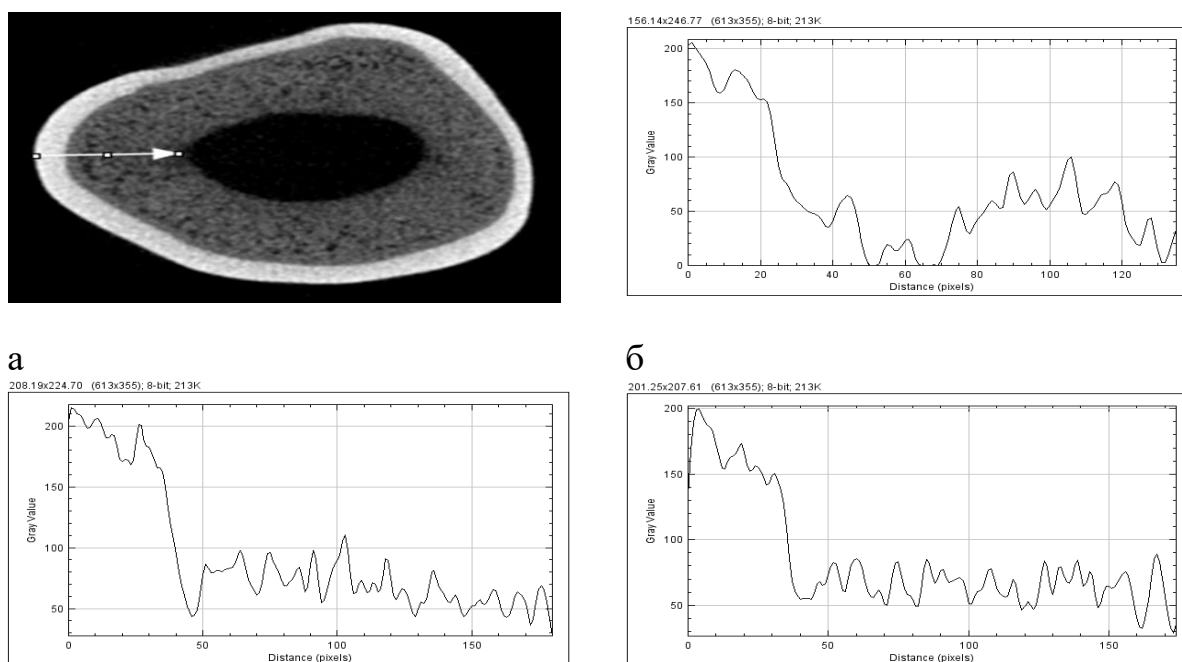 156.14x246.77 (613x355); 8-bit; 213K
200
150
100
50
0
Gray Value
0 20 40 60 80 100 120
Distance (pixels)
а
б
208.19x224.70 (613x355); 8-bit; 213K
200
150
100
50
Gray Value
0 50 100 150
Distance (pixels)
201.25x207.61 (613x355); 8-bit; 213K
200
150
100
50
Gray Value
0 50 100 150
Distance (pixels)